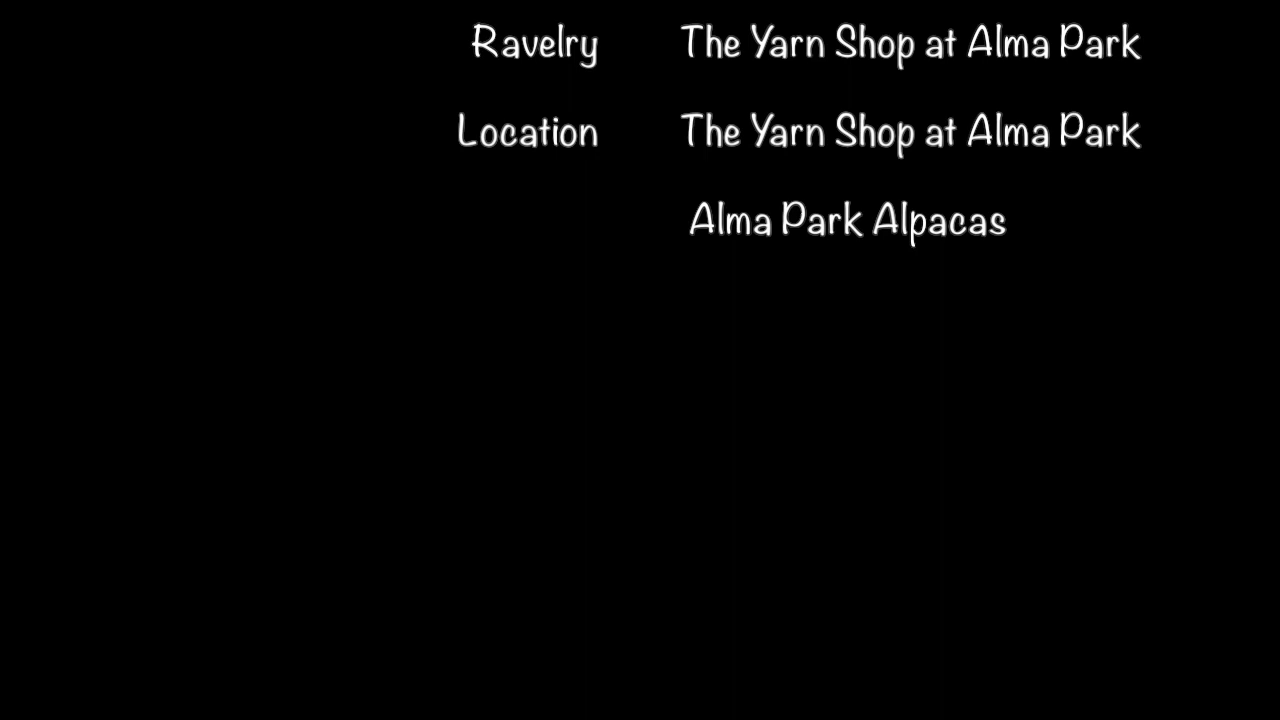 Ravelry The Yarn Shop at Alma Park
Location The Yarn Shop at Alma Park
Alma Park Alpacas